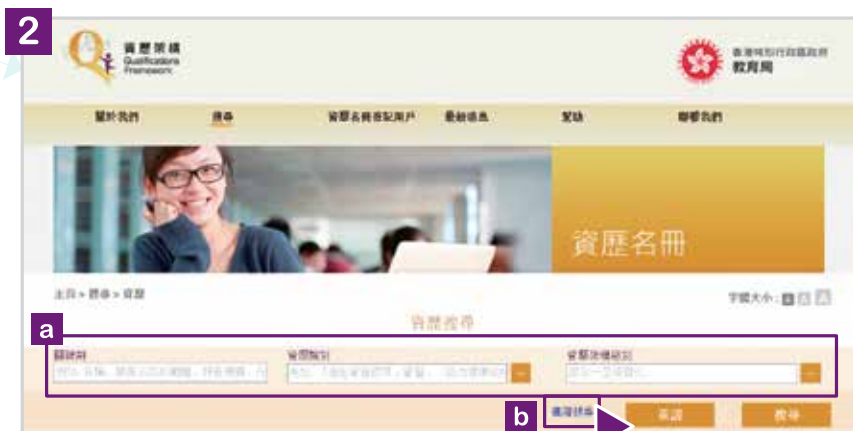 2
資歷架構
Qualifications
Framework
香港特別行政區政府
教育局
關於我們 搜尋 資歷名冊登記用戶 最新消息 幫助 聯絡我們
資歷名冊
主頁 > 搜尋 > 資歷
字體大小 : A A A
資歷搜尋
a
關鍵詞 資歷類別 資歷架構級別
b
進階搜尋 重設 搜尋